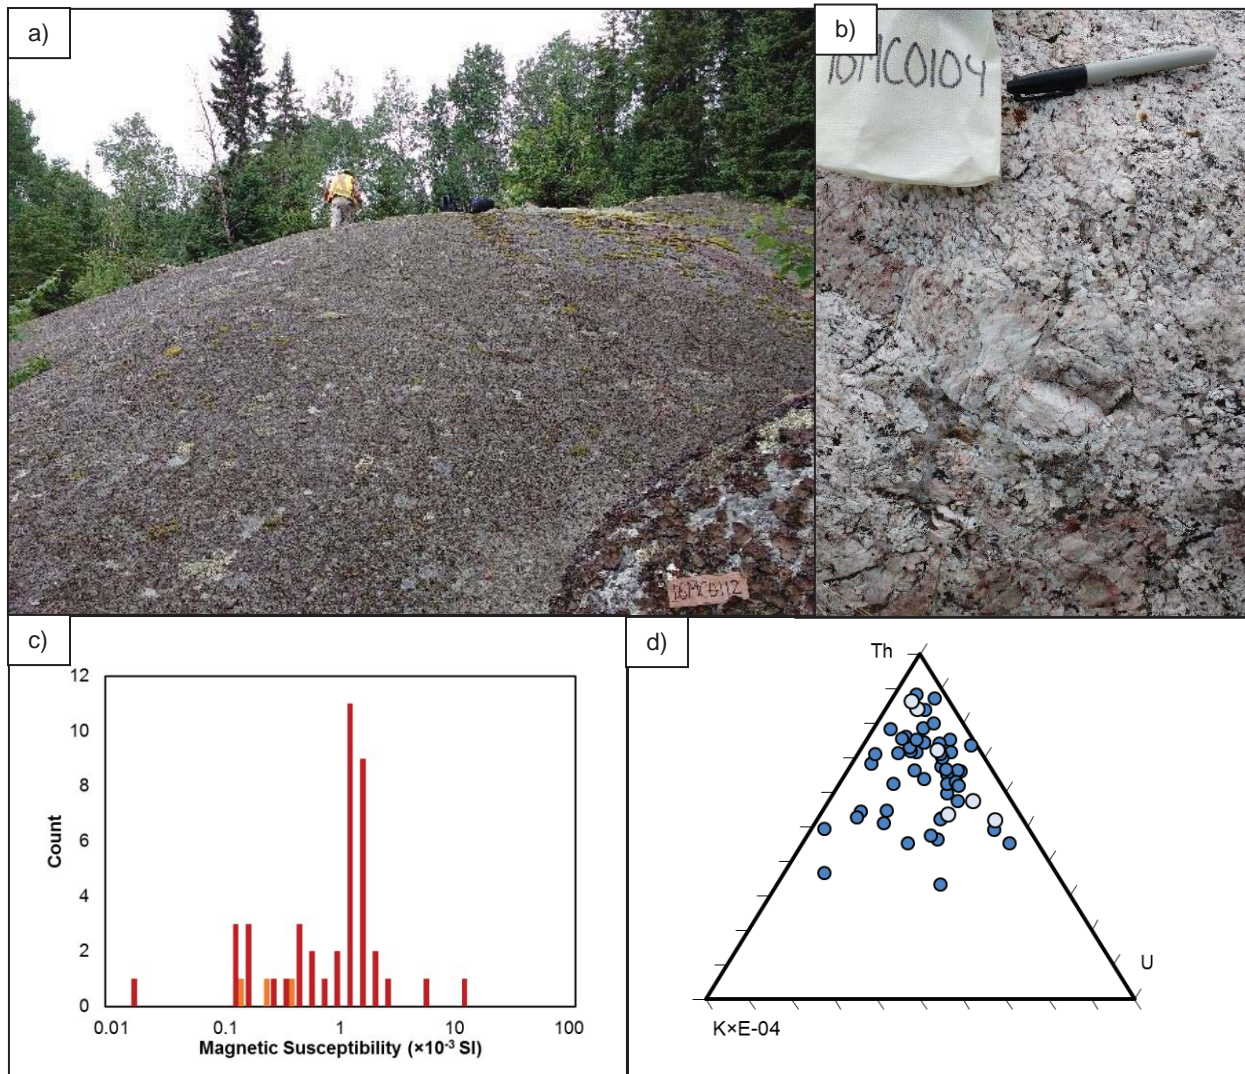 a)
b)
16MC0104
16MC0112
c)
12
10
8
6
4
2
0
Count
0.01 0.1 1 10 100
Magnetic Susceptibility (×10⁻³ SI)
d)
Th
U
K×E-04